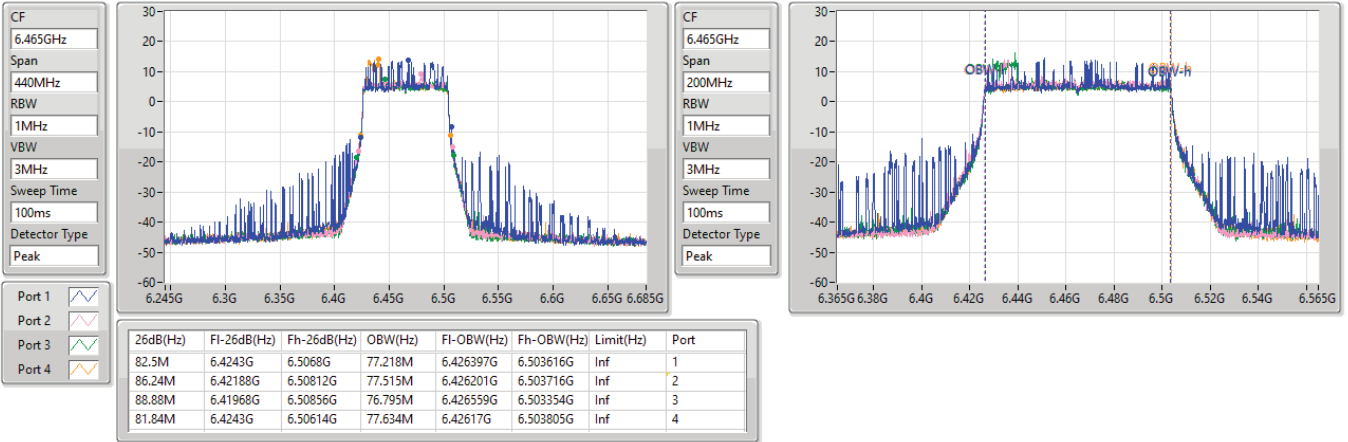 CF
6.465GHz
Span
440MHz
RBW
1MHz
VBW
3MHz
Sweep Time
100ms
Detector Type
Peak
30
20
10
0
-10
-20
-30
-40
-50
-60
6.245G 6.3G 6.35G 6.4G 6.45G 6.5G 6.55G 6.6G 6.65G 6.685G
CF
6.465GHz
Span
200MHz
RBW
1MHz
VBW
3MHz
Sweep Time
100ms
Detector Type
Peak
30
20
10
0
-10
-20
-30
-40
-50
-60
OBW-h
6.365G 6.38G 6.4G 6.42G 6.44G 6.46G 6.48G 6.5G 6.52G 6.54G 6.565G
Port 1
Port 2
Port 3
Port 4
26dB(Hz) Fl-26dB(Hz) Fh-26dB(Hz) OBW(Hz) Fl-OBW(Hz) Fh-OBW(Hz) Limit(Hz) Port
82.5M 6.4243G 6.5068G 77.218M 6.426397G 6.503616G Inf 1
86.24M 6.42188G 6.50812G 77.515M 6.426201G 6.503716G Inf 2
88.88M 6.41968G 6.50856G 76.795M 6.426559G 6.503354G Inf 3
81.84M 6.4243G 6.50614G 77.634M 6.42617G 6.503805G Inf 4